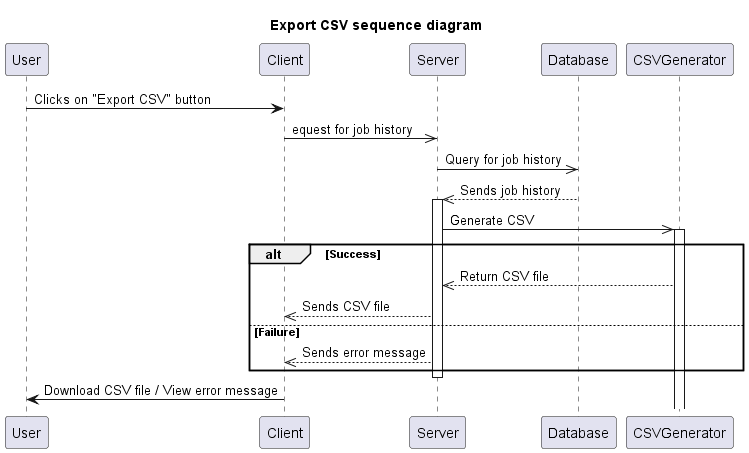 Export CSV sequence diagram
User Client Server Database CSVGenerator
Clicks on "Export CSV" button
equest for job history
Query for job history
Sends job history
Generate CSV
alt [Success]
Return CSV file
Sends CSV file
[Failure]
Sends error message
Download CSV file / View error message
User Client Server Database CSVGenerator